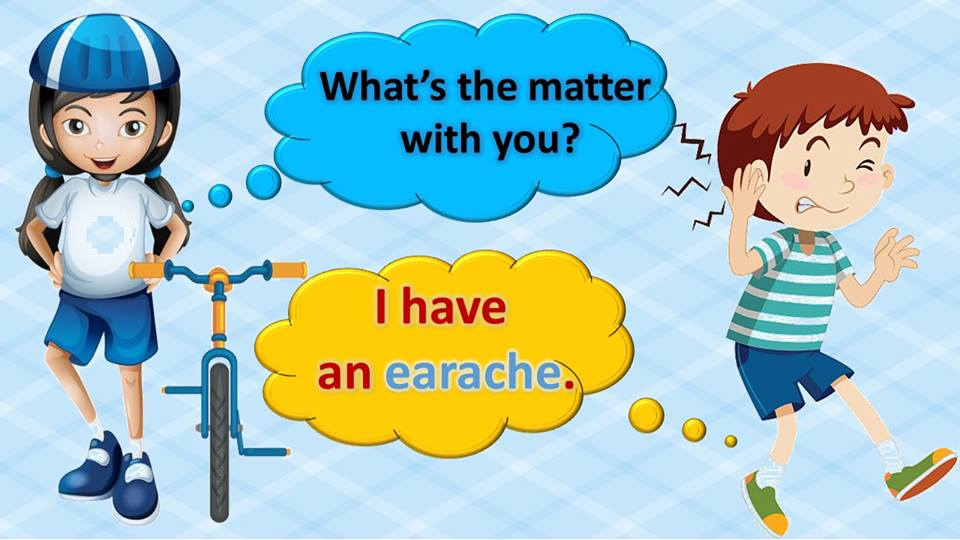 What’s the matter
with you?
I have
an earache.